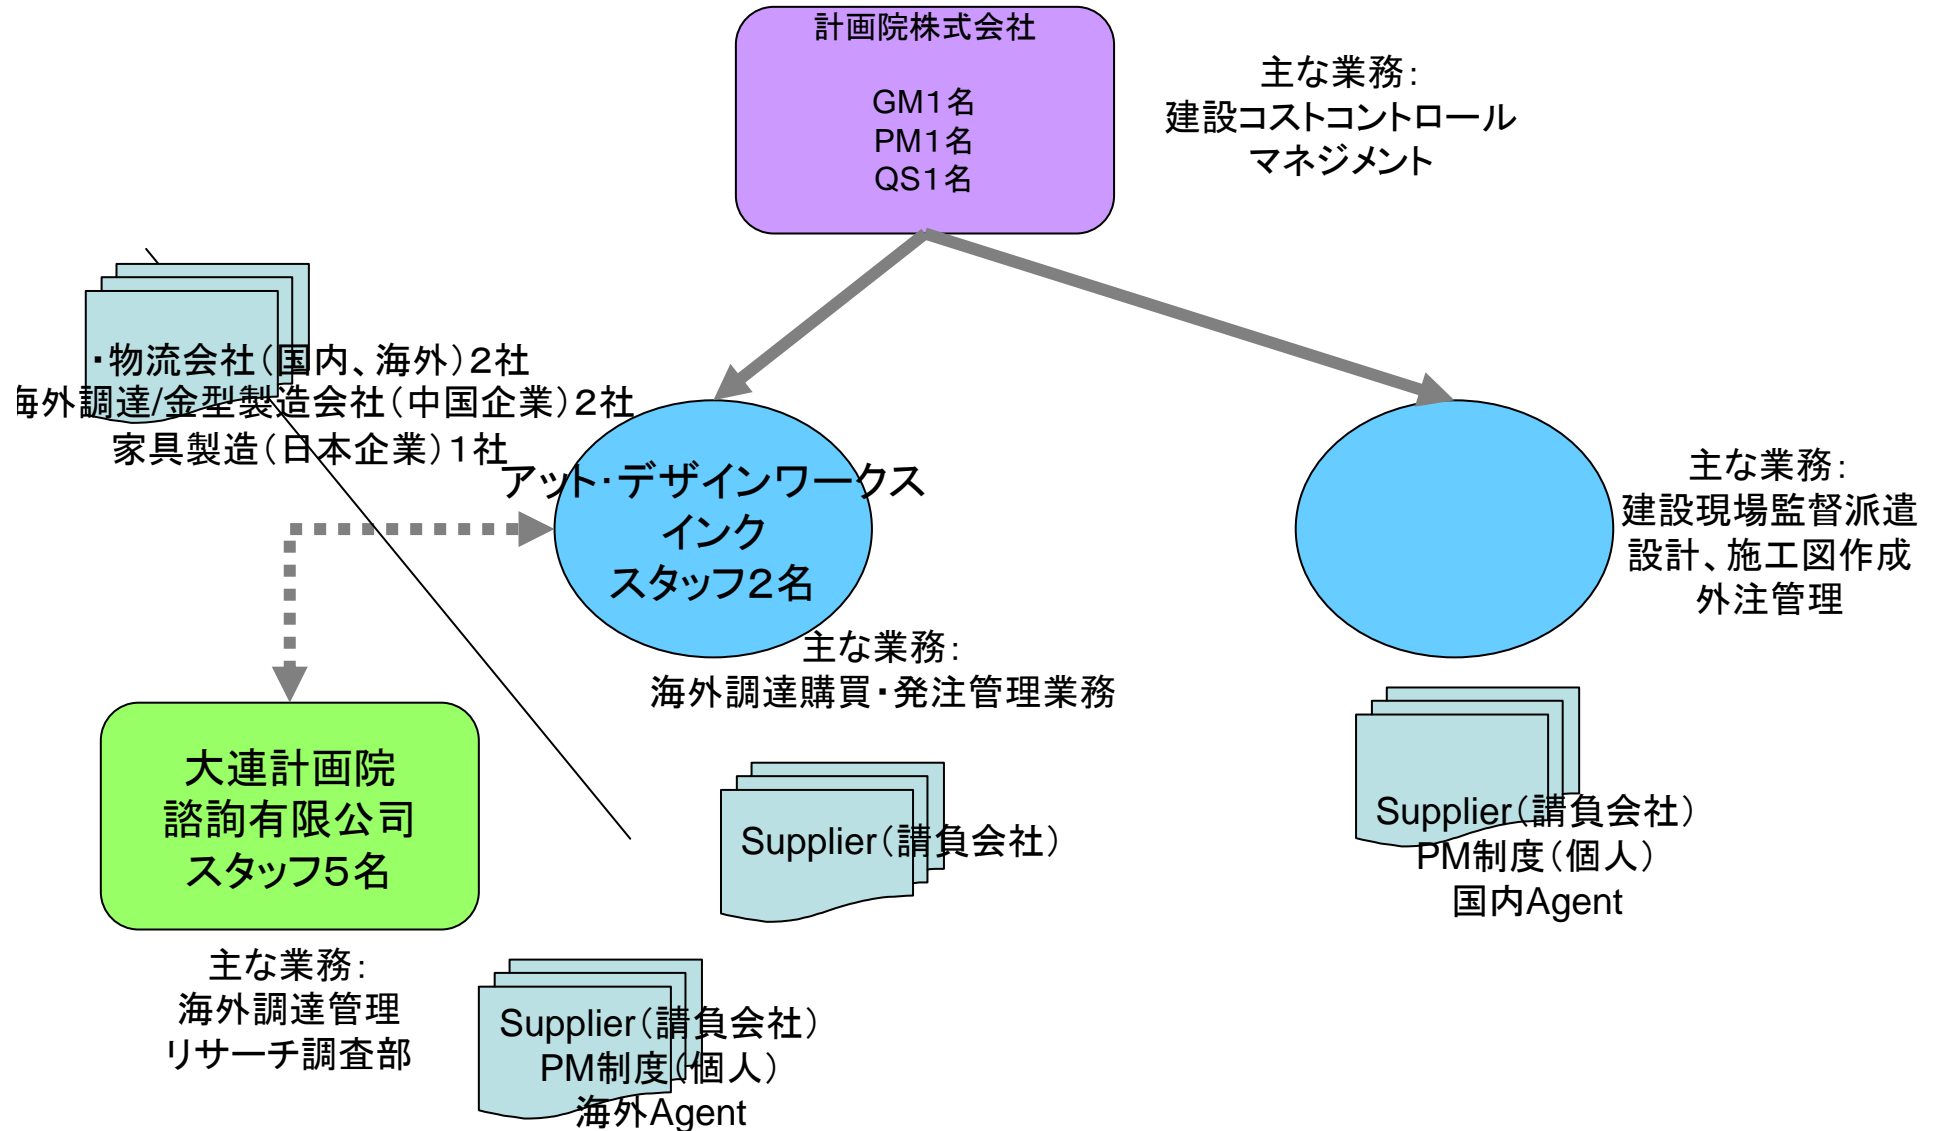 計画院株式会社
GM1名
PM1名
QS1名
主な業務:
建設コストコントロール
マネジメント
・物流会社(国内、海外)2社
海外調達/金型製造会社(中国企業)2社
家具製造(日本企業)1社
アット・デザインワークス
インク
スタッフ2名
主な業務:
海外調達購買・発注管理業務
主な業務:
建設現場監督派遣
設計、施工図作成
外注管理
大連計画院
諮詢有限公司
スタッフ5名
主な業務:
海外調達管理
リサーチ調査部
Supplier(請負会社)
Supplier(請負会社)
PM制度(個人)
国内Agent
Supplier(請負会社)
PM制度(個人)
海外Agent